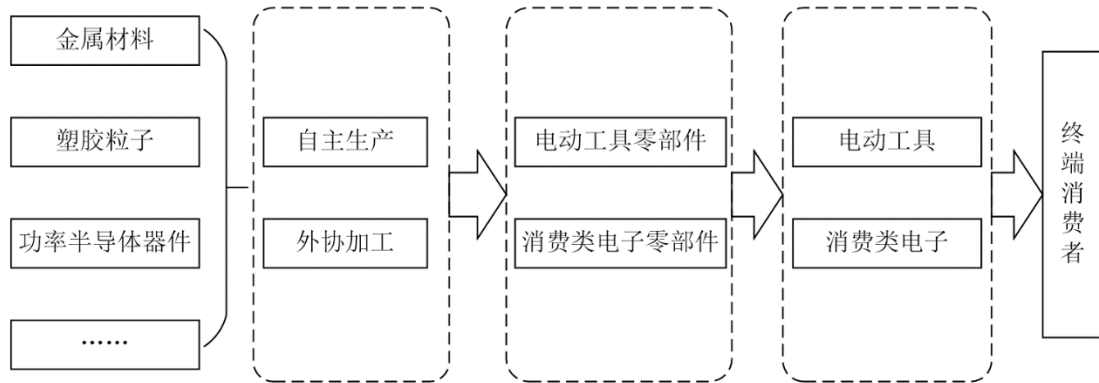 金属材料
塑胶粒子
功率半导体器件
……
自主生产
外协加工
电动工具零部件
消费类电子零部件
电动工具
消费类电子
终端消费者